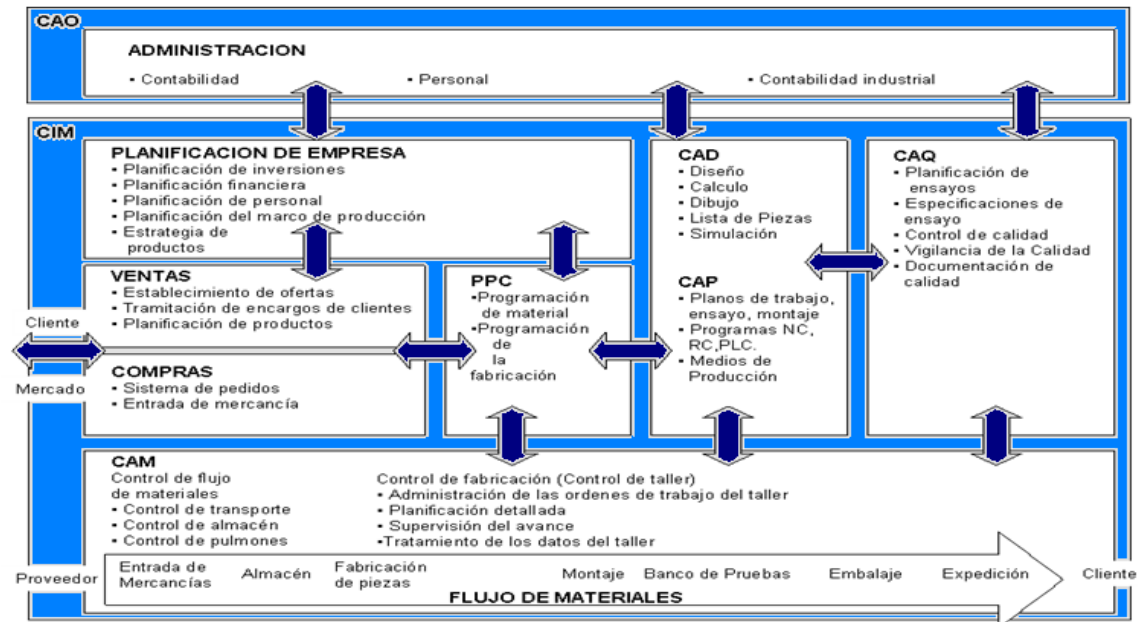 CAO
ADMINISTRACION
▪ Contabilidad
▪ Personal
▪ Contabilidad industrial
CIM
PLANIFICACION DE EMPRESA
▪ Planificación de inversiones
▪ Planificación financiera
▪ Planificación de personal
▪ Planificación del marco de producción
▪ Estrategia de
productos
CAD
▪ Diseño
▪ Calculo
▪ Dibujo
▪ Lista de Piezas
▪ Simulación
CAP
▪ Planos de trabajo,
ensayo, montaje
▪ Programas NC,
RC,PLC.
▪ Medios de
Producción
CAQ
▪ Planificación de
ensayos
▪ Especificaciones de
ensayo
▪ Control de calidad
▪ Vigilancia de la Calidad
▪ Documentación de
calidad
VENTAS
▪ Establecimiento de ofertas
▪ Tramitación de encargos de clientes
▪ Planificación de productos
Cliente
Mercado
COMPRAS
▪ Sistema de pedidos
▪ Entrada de mercancía
PPC
▪Programación
de material
▪Programación
de
la
fabricación
CAM
Control de flujo
de materiales
▪ Control de transporte
▪ Control de almacén
▪ Control de pulmones
Control de fabricación (Control de taller)
▪ Administración de las ordenes de trabajo del taller
▪ Planificación detallada
▪ Supervisión del avance
▪Tratamiento de los datos del taller
Proveedor
Entrada de
Mercancías
Almacén
Fabricación
de piezas
Montaje
Banco de Pruebas
Embalaje
Expedición
Cliente
FLUJO DE MATERIALES